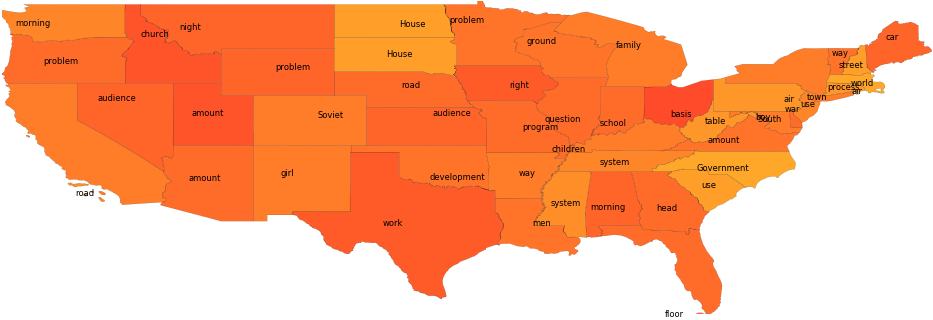 morning
church
night
House
problem
ground
family
way
car
street
problem
House
problem
audience
amount
Soviet
road
audience
right
program
question
school
children
basis
table
air
war
use
town
process
world
air
South
amount
amount
girl
development
way
system
Government
use
road
work
men
system
morning
head
floor